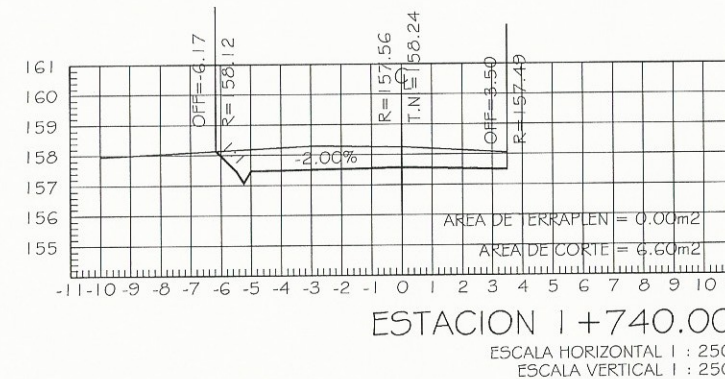 OFF=-6.17
R=158.12
R=157.56
T.N.=158.24
OFF=3.50
R=157.49
161
160
159
158
157
156
155
-2.00%
AREA DE TERRAPLEN = 0.00m2
AREA DE CORTE = 6.60m2
-11 -10 -9 -8 -7 -6 -5 -4 -3 -2 -1 0 1 2 3 4 5 6 7 8 9 10
ESTACION 1+740.00
ESCALA HORIZONTAL 1 : 250
ESCALA VERTICAL 1 : 250